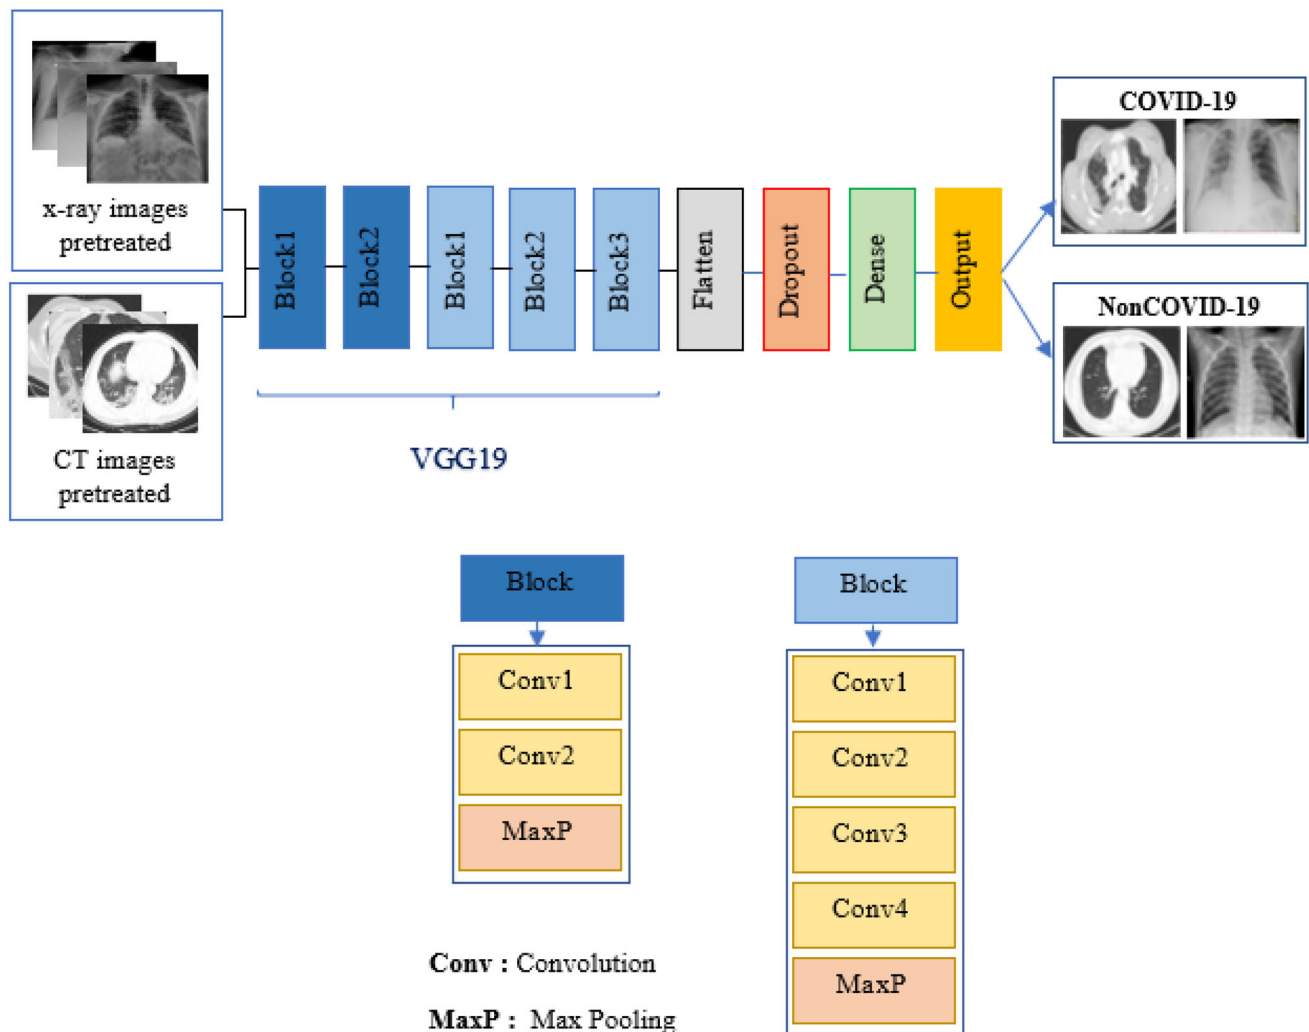 x-ray images
pretreated
CT images
pretreated
Block1
Block2
Block1
Block2
Block3
Flatten
Dropout
Dense
Output
VGG19
COVID-19
NonCOVID-19
Block
Conv1
Conv2
MaxP
Block
Conv1
Conv2
Conv3
Conv4
MaxP
Conv : Convolution
MaxP : Max Pooling